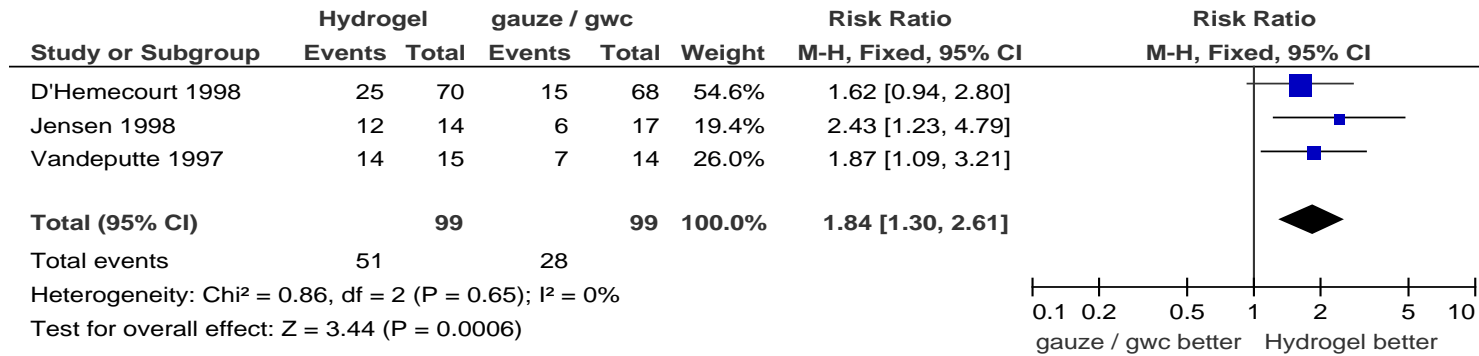 Hydrogel gauze / gwc Risk Ratio Risk Ratio
Study or Subgroup Events Total Events Total Weight M-H, Fixed, 95% CI M-H, Fixed, 95% CI
D'Hemecourt 1998 25 70 15 68 54.6% 1.62 [0.94, 2.80]
Jensen 1998 12 14 6 17 19.4% 2.43 [1.23, 4.79]
Vandeputte 1997 14 15 7 14 26.0% 1.87 [1.09, 3.21]
Total (95% CI) 99 99 100.0% 1.84 [1.30, 2.61]
Total events 51 28
Heterogeneity: Chi² = 0.86, df = 2 (P = 0.65); I² = 0%
Test for overall effect: Z = 3.44 (P = 0.0006)
0.1 0.2 0.5 1 2 5 10
gauze / gwc better Hydrogel better